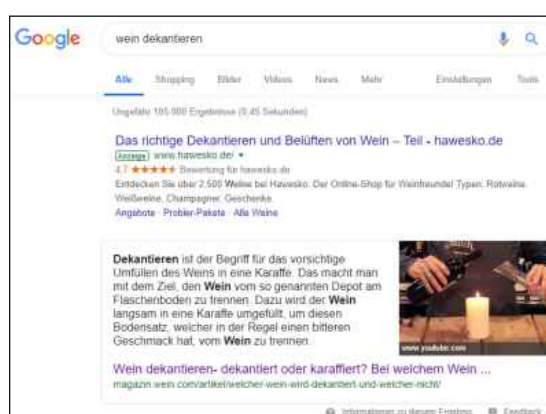 Google
wein dekantieren
Alle Shopping Bilder Videos News Mehr Einstellungen Tools
Ungefähr 105.000 Ergebnisse (0,45 Sekunden)
Das richtige Dekantieren und Belüften von Wein – Teil - hawesko.de
Anzeige www.hawesko.de/
4,7 ★★★★★ Bewertung für hawesko.de
Entdecken Sie über 2.500 Weine bei Hawesko. Der Online-Shop für Weinfreunde! Typen: Rotweine,
Weißweine, Champagner, Geschenke.
Angebote · Probier-Pakete · Alle Weine
Dekantieren ist der Begriff für das vorsichtige
Umfüllen des Weins in eine Karaffe. Das macht man
mit dem Ziel, den Wein vom so genannten Depot am
Flaschenboden zu trennen. Dazu wird der Wein
langsam in eine Karaffe umgefüllt, um diesen
Bodensatz, welcher in der Regel einen bitteren
Geschmack hat, vom Wein zu trennen.
www.youtube.com
Wein dekantieren- dekantiert oder karaffiert? Bei welchem Wein ...
magazin.wein.com/artikel/welcher-wein-wird-dekantiert-und-welcher-nicht/
Informationen zu diesem Ergebnis Feedback